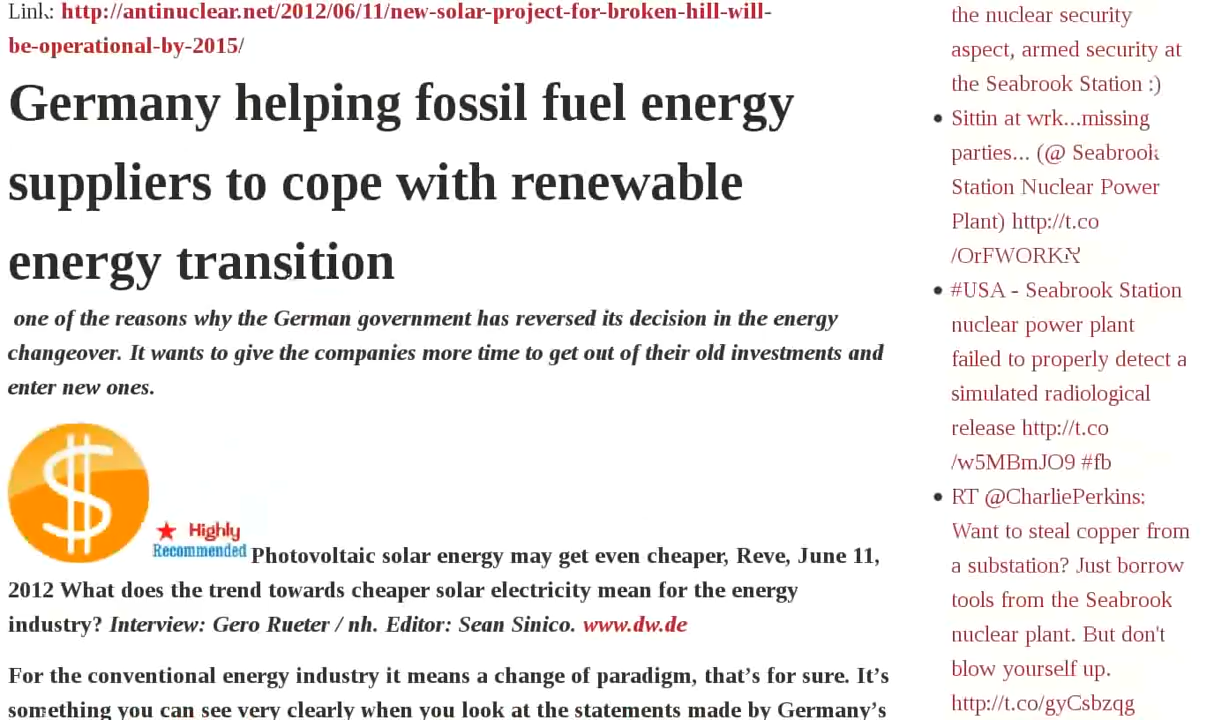 Link: http://antinuclear.net/2012/06/11/new-solar-project-for-broken-hill-will-
be-operational-by-2015/
Germany helping fossil fuel energy
suppliers to cope with renewable
energy transition
one of the reasons why the German government has reversed its decision in the energy
changeover. It wants to give the companies more time to get out of their old investments and
enter new ones.
$
Highly
Recommended Photovoltaic solar energy may get even cheaper, Reve, June 11,
2012 What does the trend towards cheaper solar electricity mean for the energy
industry? Interview: Gero Rueter / nh. Editor: Sean Sinico. www.dw.de
For the conventional energy industry it means a change of paradigm, that’s for sure. It’s
something you can see very clearly when you look at the statements made by Germany’s
the nuclear security
aspect, armed security at
the Seabrook Station :)
Sittin at wrk...missing
parties... (@ Seabrook
Station Nuclear Power
Plant) http://t.co
/OrFWORKN
#USA - Seabrook Station
nuclear power plant
failed to properly detect a
simulated radiological
release http://t.co
/w5MBmJO9 #fb
RT @CharliePerkins:
Want to steal copper from
a substation? Just borrow
tools from the Seabrook
nuclear plant. But don't
blow yourself up.
http://t.co/gyCsbzqg